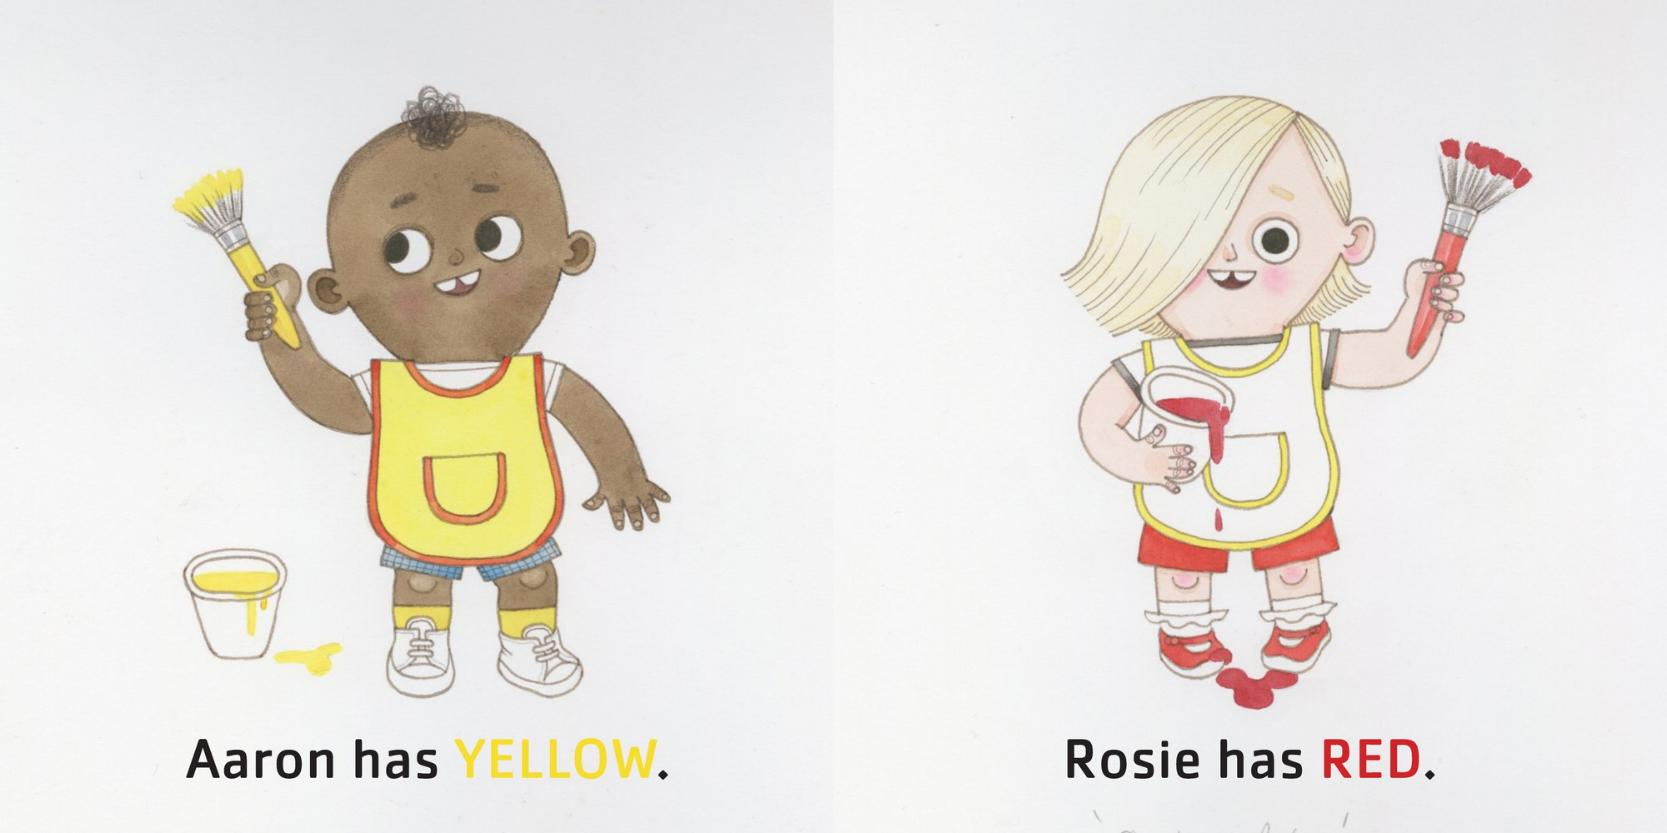 Aaron has YELLOW.
Rosie has RED.